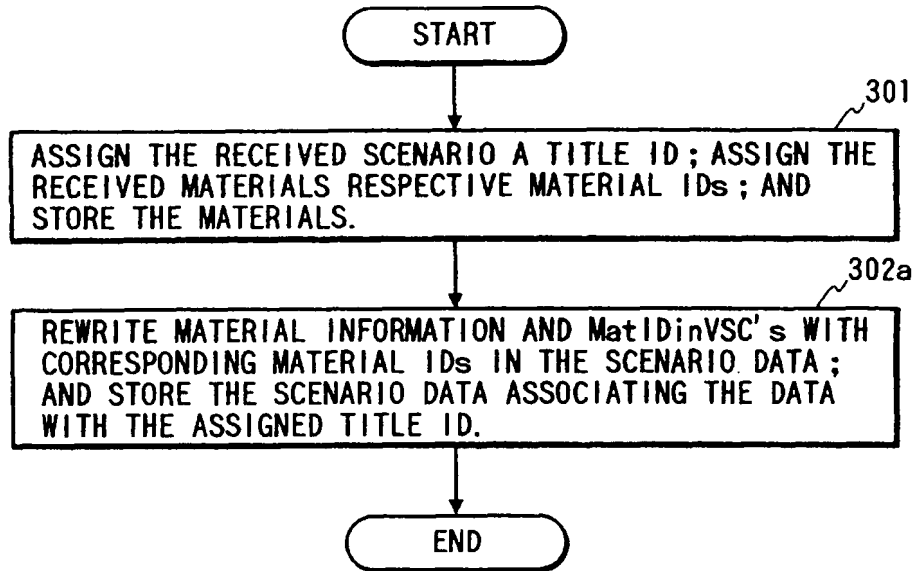 START
301
ASSIGN THE RECEIVED SCENARIO A TITLE ID; ASSIGN THE
RECEIVED MATERIALS RESPECTIVE MATERIAL IDs; AND
STORE THE MATERIALS.
302a
REWRITE MATERIAL INFORMATION AND MatIDinVSC's WITH
CORRESPONDING MATERIAL IDs IN THE SCENARIO DATA;
AND STORE THE SCENARIO DATA ASSOCIATING THE DATA
WITH THE ASSIGNED TITLE ID.
END